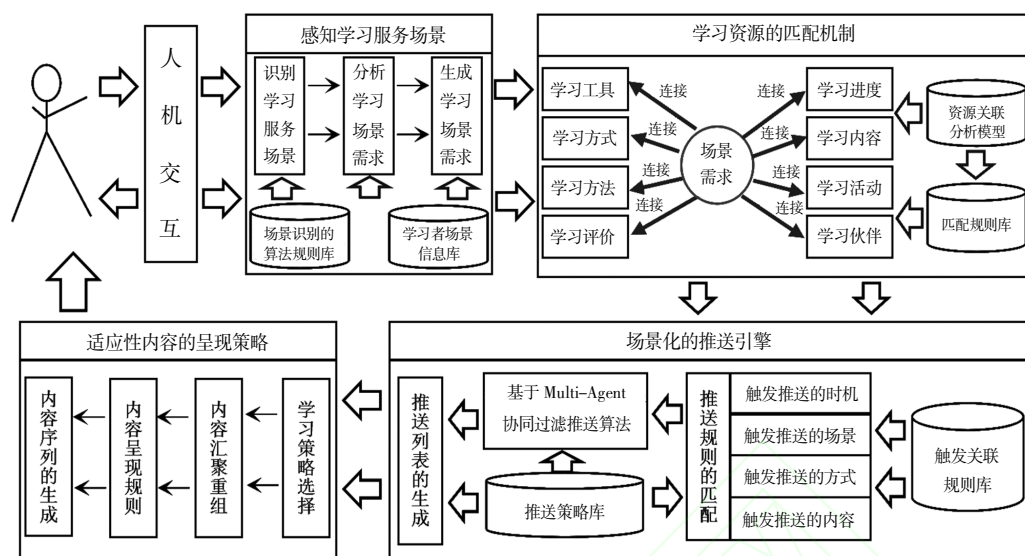 人机交互
感知学习服务场景
识别
学习
服务
场景
分析
学习
场景
需求
生成
学习
场景
需求
场景识别的
算法规则库
学习者场景
信息库
学习资源的匹配机制
学习工具
学习方式
学习方法
学习评价
连接
连接
连接
连接
场景
需求
连接
连接
连接
连接
学习进度
学习内容
学习活动
学习伙伴
资源关联
分析模型
匹配规则库
适应性内容的呈现策略
内容序列的生成
内容呈现规则
内容汇聚重组
学习策略选择
场景化的推送引擎
推送列表的生成
基于 Multi-Agent
协同过滤推送算法
推送策略库
推送规则的匹配
触发推送的时机
触发推送的场景
触发推送的方式
触发推送的内容
触发关联
规则库